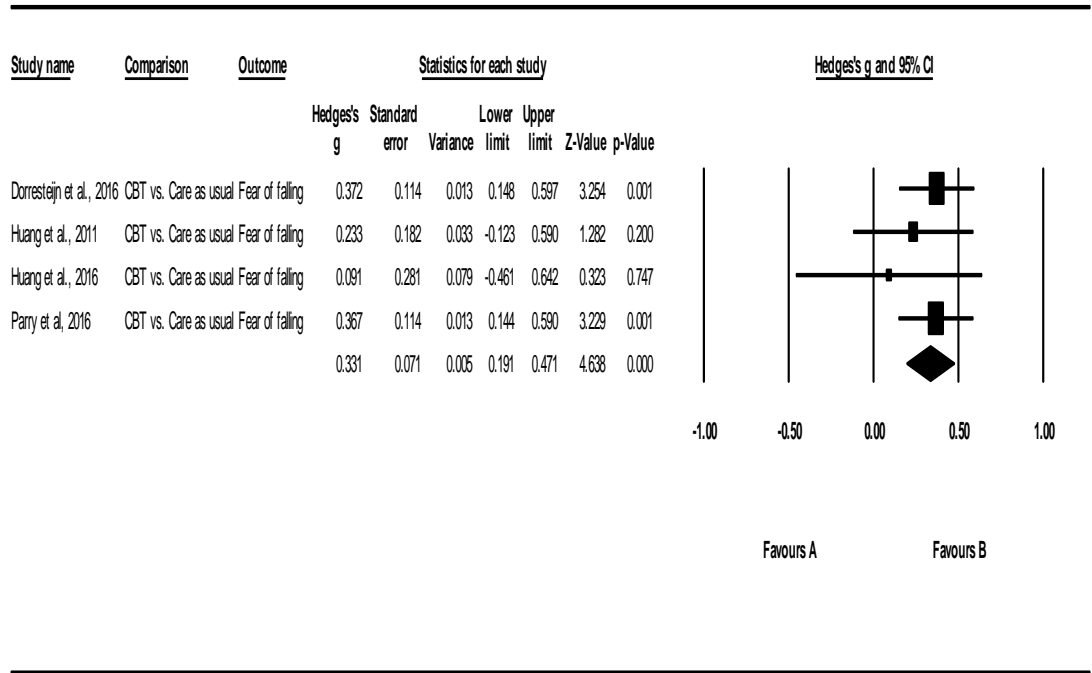 Study name Comparison Outcome Statistics for each study Hedges's g and 95% CI
Hedges's Standard Lower Upper
g error Variance limit limit Z-Value p-Value
Dorresteijn et al., 2016 CBT vs. Care as usual Fear of falling 0.372 0.114 0.013 0.148 0.597 3.254 0.001
Huang et al., 2011 CBT vs. Care as usual Fear of falling 0.233 0.182 0.033 -0.123 0.590 1.282 0.200
Huang et al., 2016 CBT vs. Care as usual Fear of falling 0.091 0.281 0.079 -0.461 0.642 0.323 0.747
Parry et al, 2016 CBT vs. Care as usual Fear of falling 0.367 0.114 0.013 0.144 0.590 3.229 0.001
0.331 0.071 0.005 0.191 0.471 4.638 0.000
-1.00 -0.50 0.00 0.50 1.00
Favours A Favours B